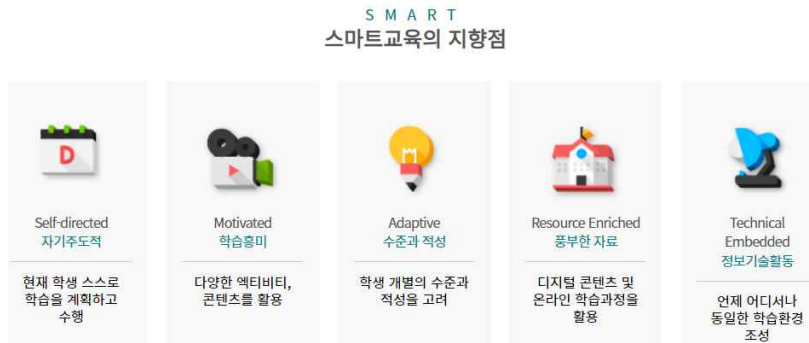 S M A R T
스마트교육의 지향점
D
Self-directed
자기주도적
현재 학생 스스로
학습을 계획하고
수행
Motivated
학습흥미
다양한 엑티비티,
콘텐츠를 활용
Adaptive
수준과 적성
학생 개별의 수준과
적성을 고려
Resource Enriched
풍부한 자료
디지털 콘텐츠 및
온라인 학습과정을
활용
Technical
Embedded
정보기술활동
언제 어디서나
동일한 학습환경
조성